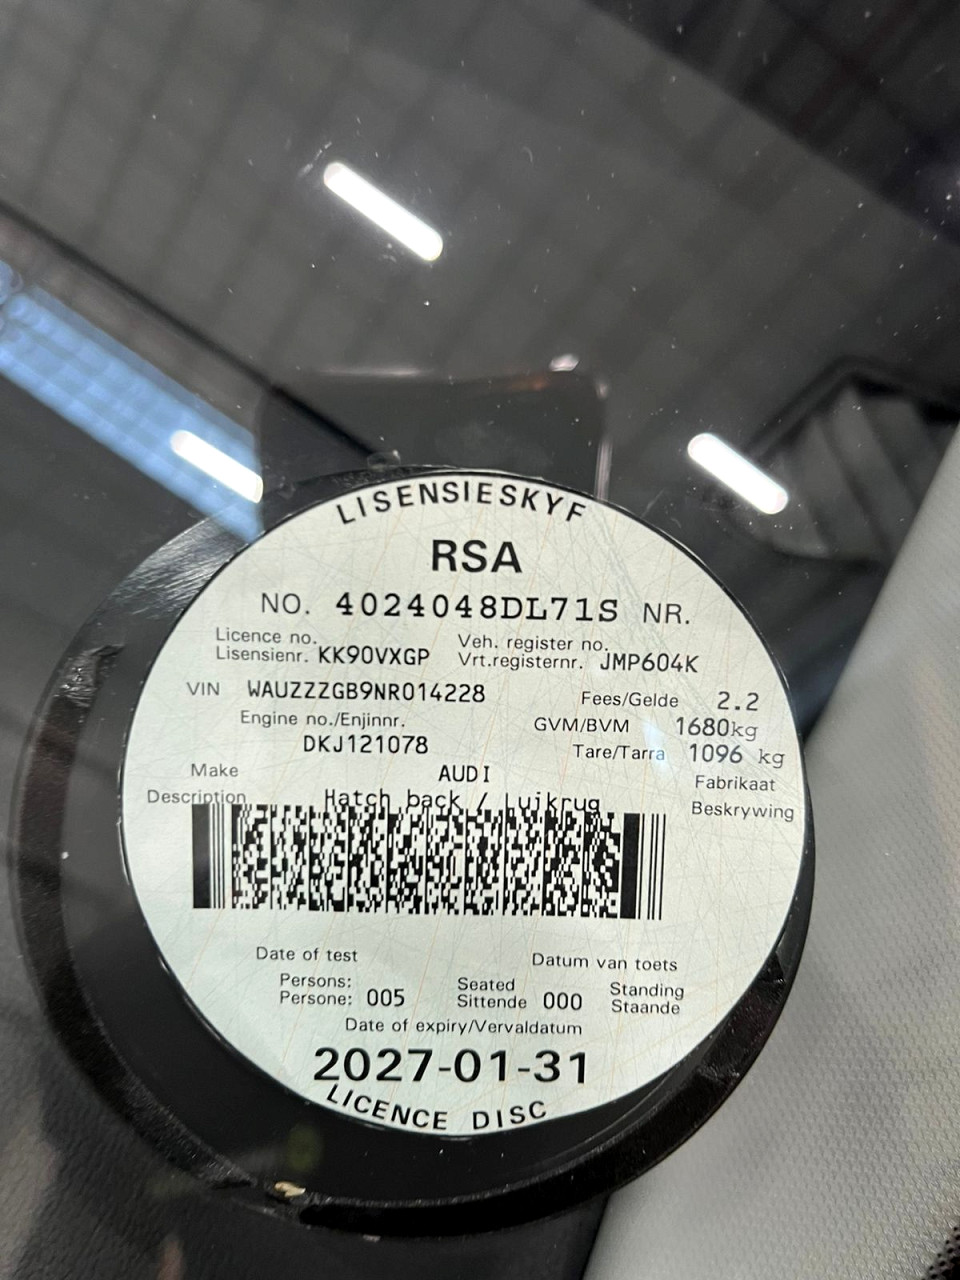 LISENSIESKYF
RSA
NO. 4024048DL71S NR.
Licence no. Veh. register no.
Lisensienr. KK90VXGP Vrt.registernr. JMP604K
VIN WAUZZZGB9NR014228 Fees/Gelde 2.2
Engine no./Enjinnr. GVM/BVM 1680kg
DKJ121078 Tare/Tarra 1096 kg
Make AUDI Fabrikaat
Description Hatch back / Luikrug Beskrywing
Date of test Datum van toets
Persons: Seated Standing
Persone: 005 Sittende 000 Staande
Date of expiry/Vervaldatum
2027-01-31
LICENCE DISC